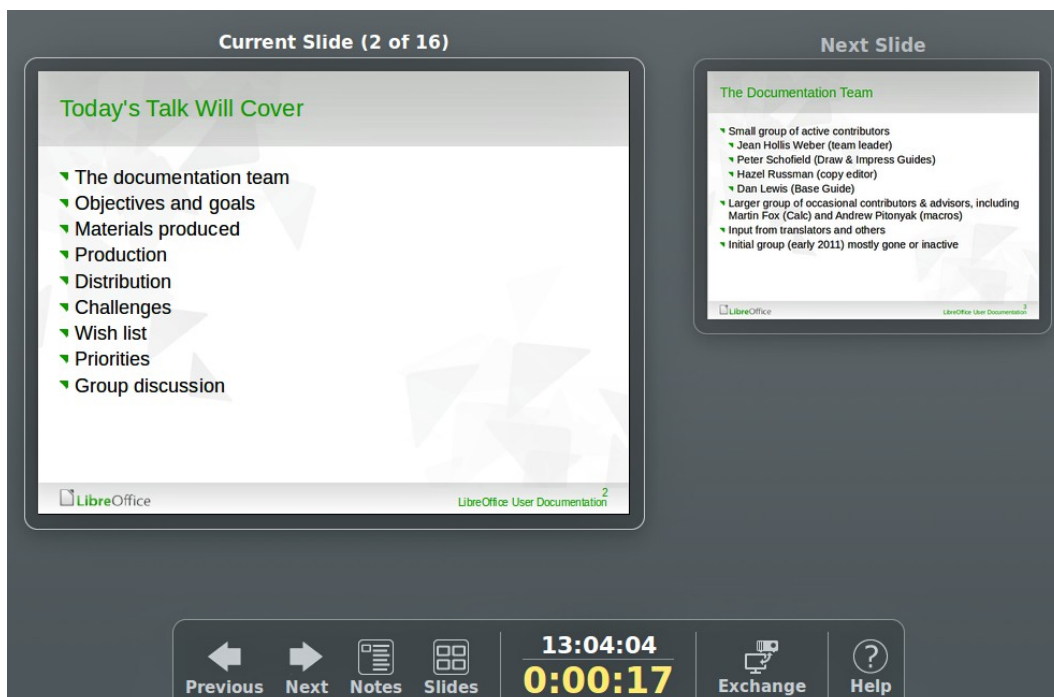 Current Slide (2 of 16)
Today's Talk Will Cover
The documentation team
Objectives and goals
Materials produced
Production
Distribution
Challenges
Wish list
Priorities
Group discussion
LibreOffice
LibreOffice User Documentation
2
Next Slide
The Documentation Team
Small group of active contributors
Jean Hollis Weber (team leader)
Peter Schofield (Draw & Impress Guides)
Hazel Russman (copy editor)
Dan Lewis (Base Guide)
Larger group of occasional contributors & advisors, including
Martin Fox (Calc) and Andrew Pitonyak (macros)
Input from translators and others
Initial group (early 2011) mostly gone or inactive
LibreOffice
LibreOffice User Documentation
3
Previous
Next
Notes
Slides
13:04:04
0:00:17
Exchange
?
Help